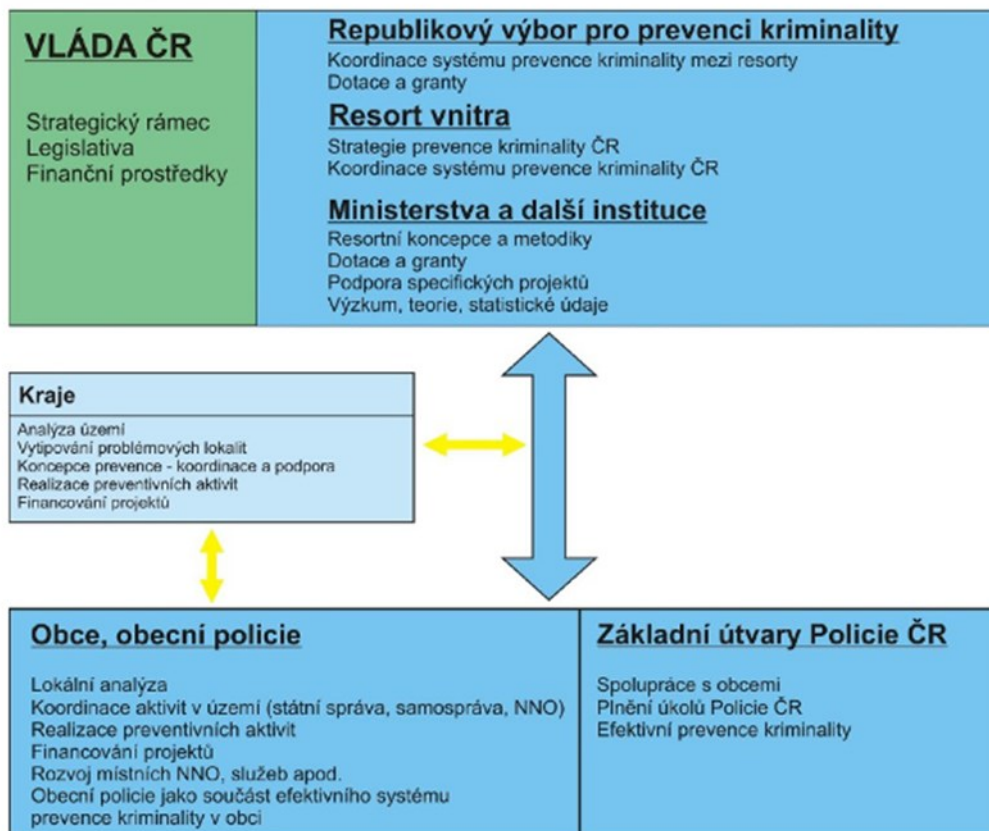 VLÁDA ČR
Strategický rámec
Legislativa
Finanční prostředky
Republikový výbor pro prevenci kriminality
Koordinace systému prevence kriminality mezi resorty
Dotace a granty
Resort vnitra
Strategie prevence kriminality ČR
Koordinace systému prevence kriminality ČR
Ministerstva a další instituce
Resortní koncepce a metodiky
Dotace a granty
Podpora specifických projektů
Výzkum, teorie, statistické údaje
Kraje
Analýza území
Vytipování problémových lokalit
Koncepce prevence - koordinace a podpora
Realizace preventivních aktivit
Financování projektů
Obce, obecní policie
Lokální analýza
Koordinace aktivit v území (státní správa, samospráva, NNO)
Realizace preventivních aktivit
Financování projektů
Rozvoj místních NNO, služeb apod.
Obecní policie jako součást efektivního systému
prevence kriminality v obci
Základní útvary Policie ČR
Spolupráce s obcemi
Plnění úkolů Policie ČR
Efektivní prevence kriminality